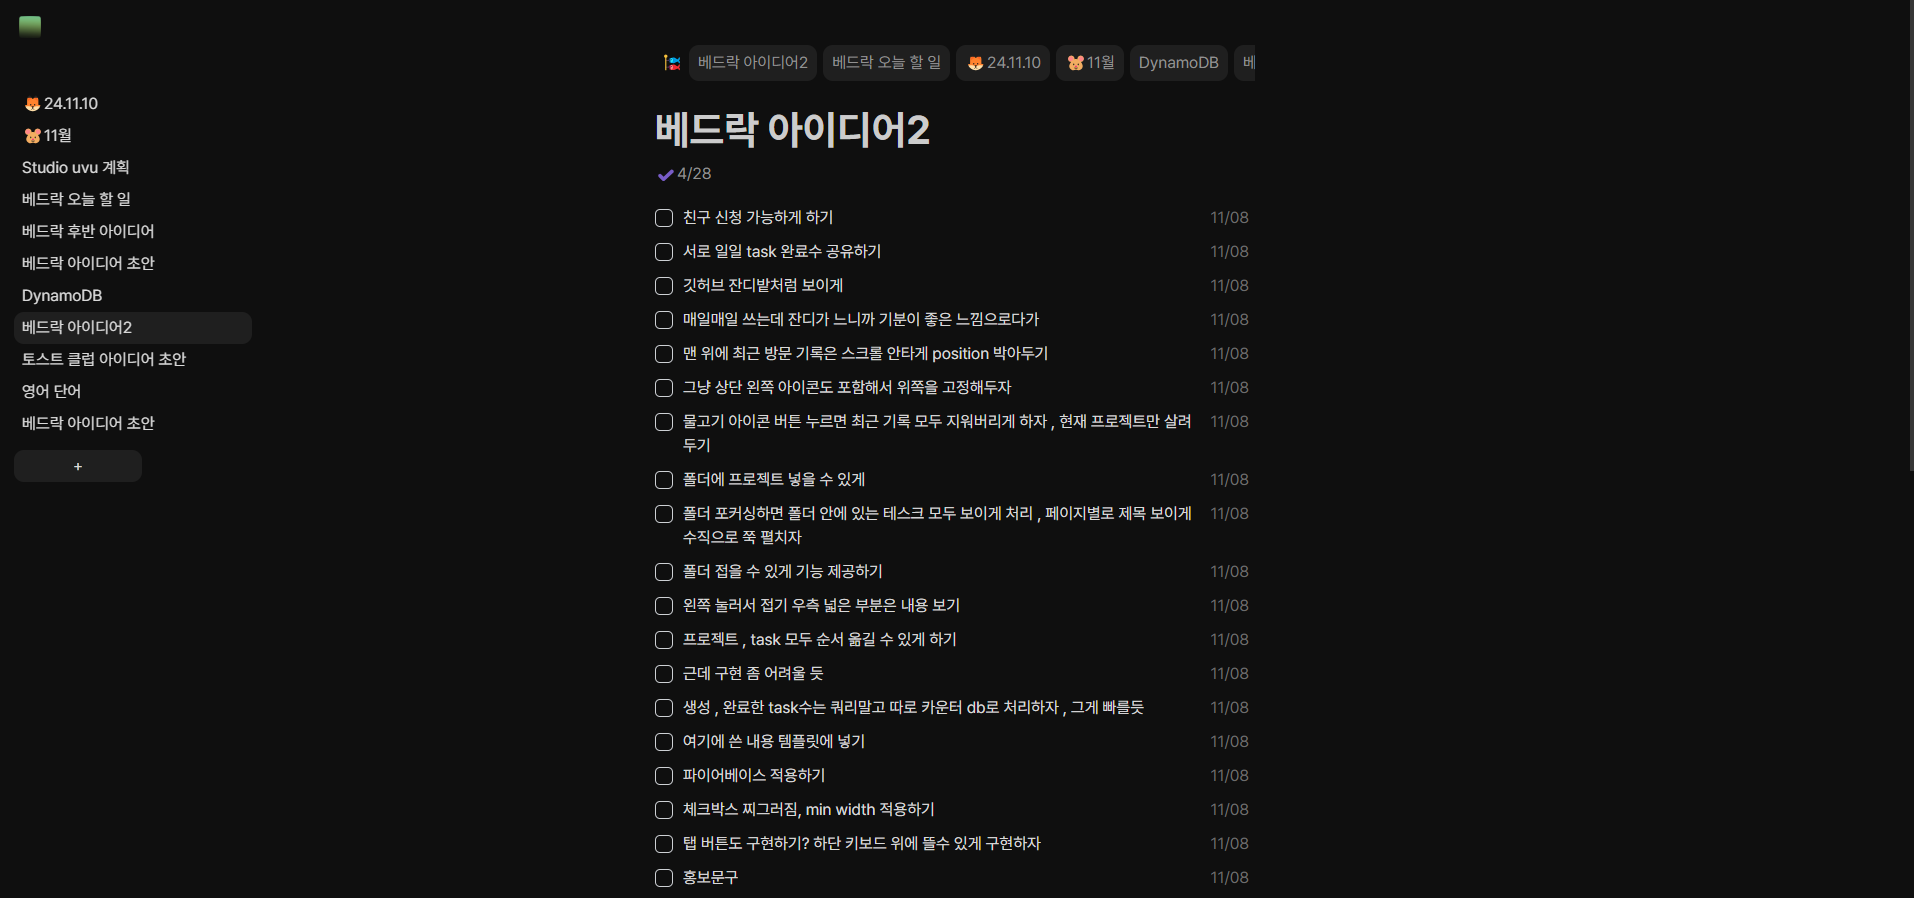 베드락 아이디어2
베드락 오늘 할 일
24.11.10
11월
DynamoDB
베
24.11.10
11월
Studio uvu 계획
베드락 오늘 할 일
베드락 후반 아이디어
베드락 아이디어 초안
DynamoDB
베드락 아이디어2
토스트 클럽 아이디어 초안
영어 단어
베드락 아이디어 초안
+
베드락 아이디어2
4/28
친구 신청 가능하게 하기 11/08
서로 일일 task 완료수 공유하기 11/08
깃허브 잔디밭처럼 보이게 11/08
매일매일 쓰는데 잔디가 느니까 기분이 좋은 느낌으로다가 11/08
맨 위에 최근 방문 기록은 스크롤 안타게 position 박아두기 11/08
그냥 상단 왼쪽 아이콘도 포함해서 위쪽을 고정해두자 11/08
물고기 아이콘 버튼 누르면 최근 기록 모두 지워버리게 하자 , 현재 프로젝트만 살려 11/08
두기
폴더에 프로젝트 넣을 수 있게 11/08
폴더 포커싱하면 폴더 안에 있는 테스크 모두 보이게 처리 , 페이지별로 제목 보이게 11/08
수직으로 쭉 펼치자
폴더 접을 수 있게 기능 제공하기 11/08
왼쪽 눌러서 접기 우측 넓은 부분은 내용 보기 11/08
프로젝트 , task 모두 순서 옮길 수 있게 하기 11/08
근데 구현 좀 어려울 듯 11/08
생성 , 완료한 task수는 쿼리말고 따로 카운터 db로 처리하자 , 그게 빠를듯 11/08
여기에 쓴 내용 템플릿에 넣기 11/08
파이어베이스 적용하기 11/08
체크박스 찌그러짐, min width 적용하기 11/08
탭 버튼도 구현하기? 하단 키보드 위에 뜰수 있게 구현하자 11/08
홍보문구 11/08